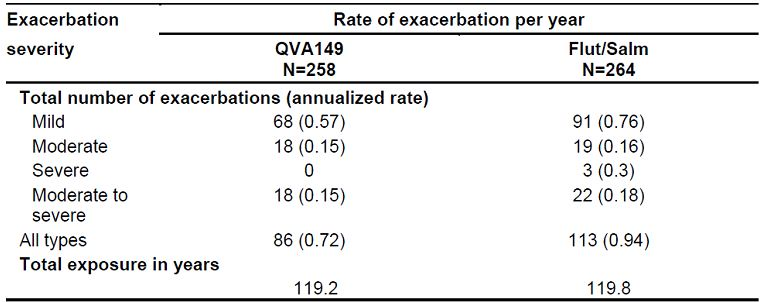 Exacerbation severity Rate of exacerbation per year
QVA149 N=258 Flut/Salm N=264
Total number of exacerbations (annualized rate)
Mild 68 (0.57) 91 (0.76)
Moderate 18 (0.15) 19 (0.16)
Severe 0 3 (0.3)
Moderate to severe 18 (0.15) 22 (0.18)
All types 86 (0.72) 113 (0.94)
Total exposure in years
119.2 119.8